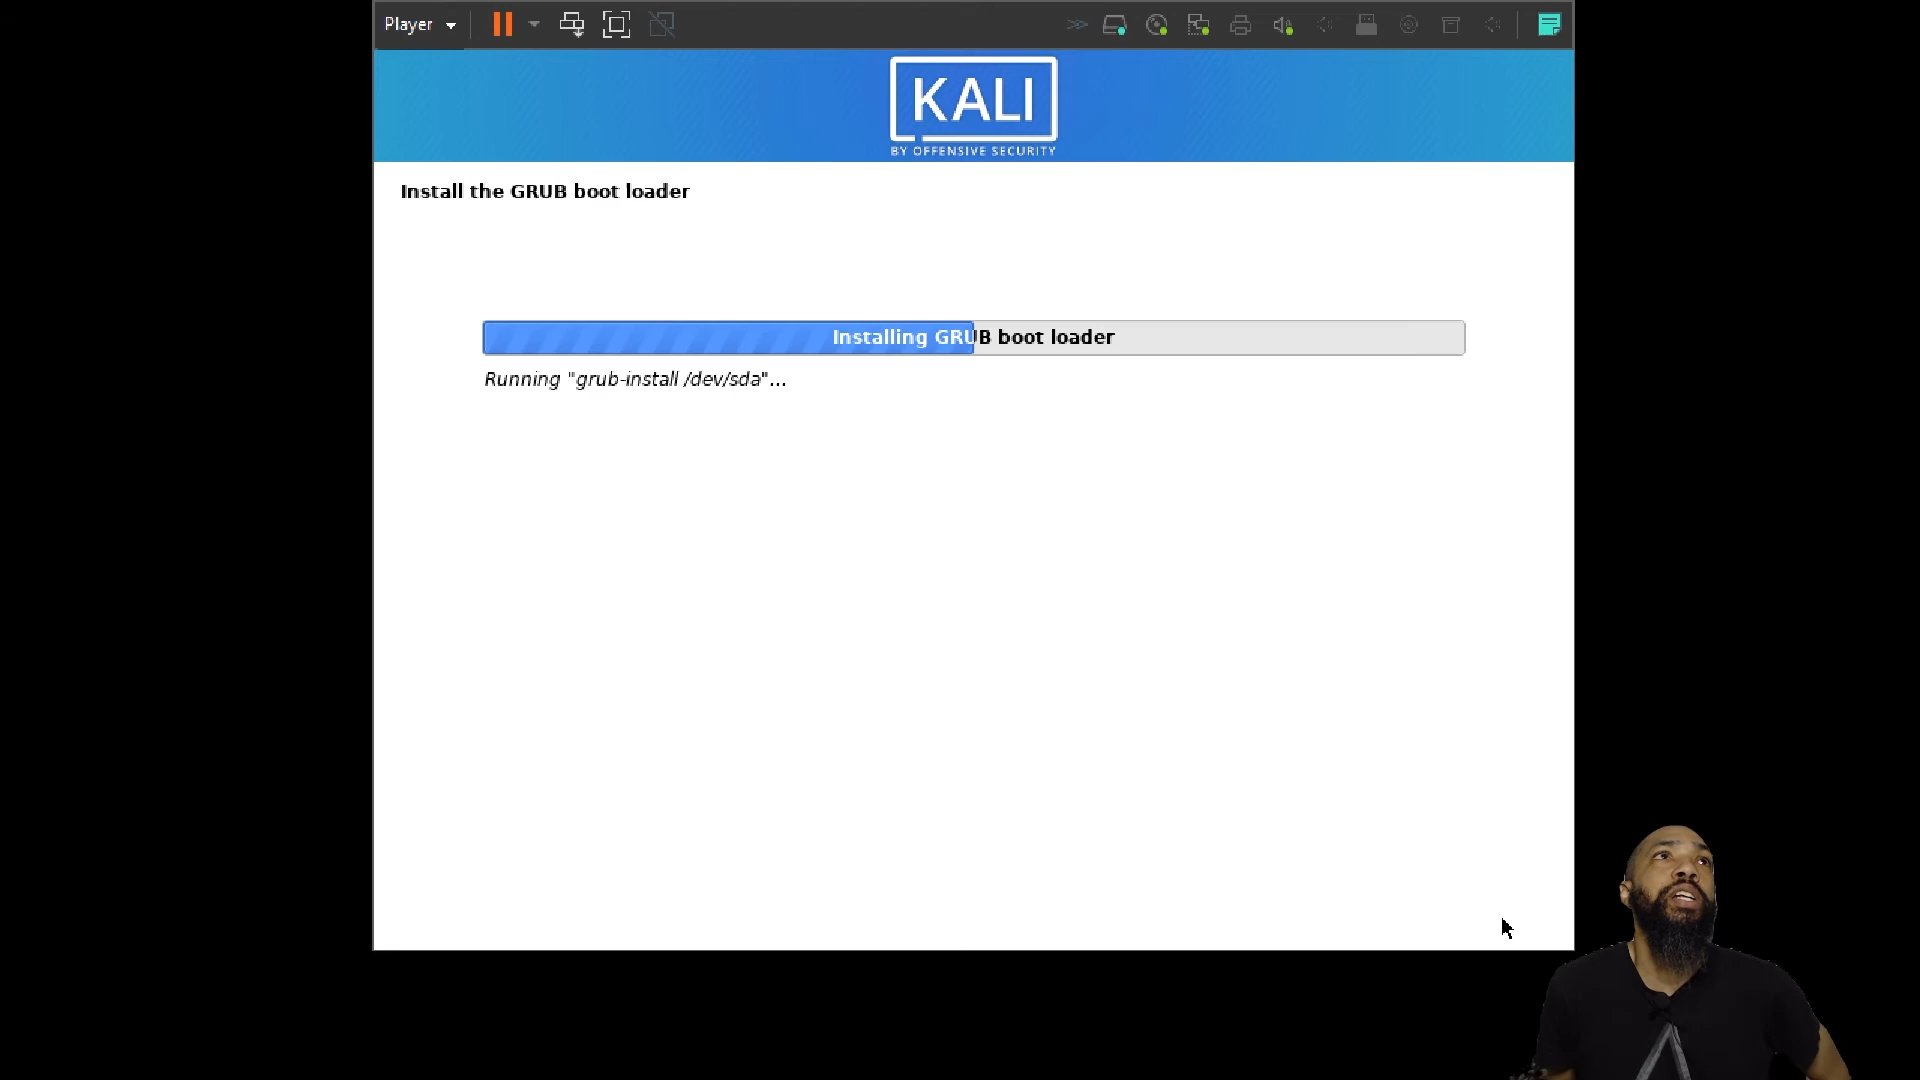 Player
KALI
BY OFFENSIVE SECURITY
Install the GRUB boot loader
Installing GRUB boot loader
Running "grub-install /dev/sda"...